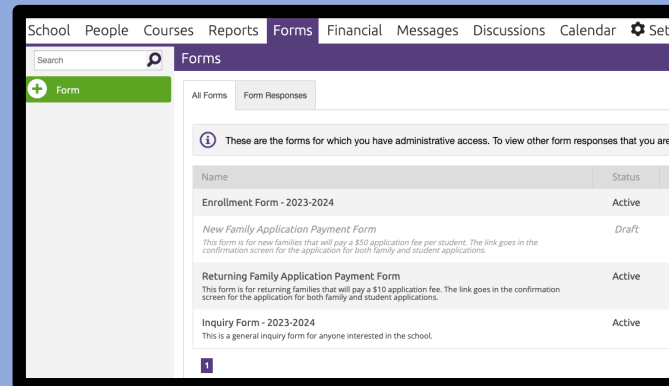 School People Courses Reports Forms Financial Messages Discussions Calendar Set
Search
Forms
Form
All Forms Form Responses
These are the forms for which you have administrative access. To view other form responses that you are
Name Status
Enrollment Form - 2023-2024 Active
New Family Application Payment Form Draft
This form is for new families that will pay a $50 application fee per student. The link goes in the
confirmation screen for the application for both family and student applications.
Returning Family Application Payment Form Active
This form is for returning families that will pay a $10 application fee. The link goes in the confirmation
screen for the application for both family and student applications.
Inquiry Form - 2023-2024 Active
This is a general inquiry form for anyone interested in the school.
1